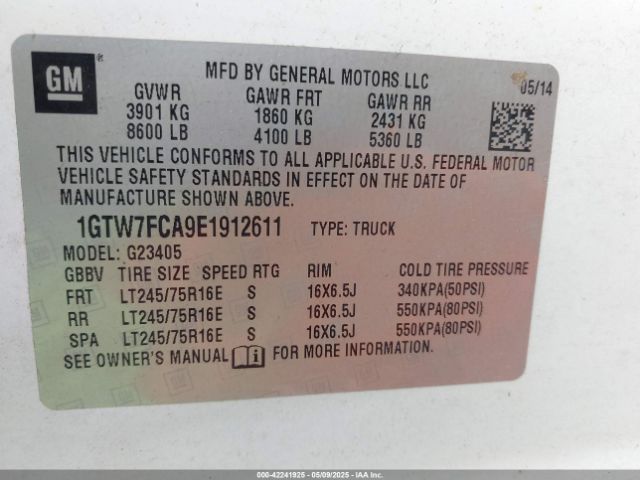 GM
MFD BY GENERAL MOTORS LLC
05/14
GVWR GAWR FRT GAWR RR
3901 KG 1860 KG 2431 KG
8600 LB 4100 LB 5360 LB
THIS VEHICLE CONFORMS TO ALL APPLICABLE U.S. FEDERAL MOTOR
VEHICLE SAFETY STANDARDS IN EFFECT ON THE DATE OF
MANUFACTURE SHOWN ABOVE.
1GTW7FCA9E1912611 TYPE: TRUCK
MODEL: G23405
GBBV TIRE SIZE SPEED RTG RIM COLD TIRE PRESSURE
FRT LT245/75R16E S 16X6.5J 340KPA(50PSI)
RR LT245/75R16E S 16X6.5J 550KPA(80PSI)
SPA LT245/75R16E S 16X6.5J 550KPA(80PSI)
SEE OWNER'S MANUAL i FOR MORE INFORMATION.
000-42241925 - 05/09/2025 - IAAI Inc.